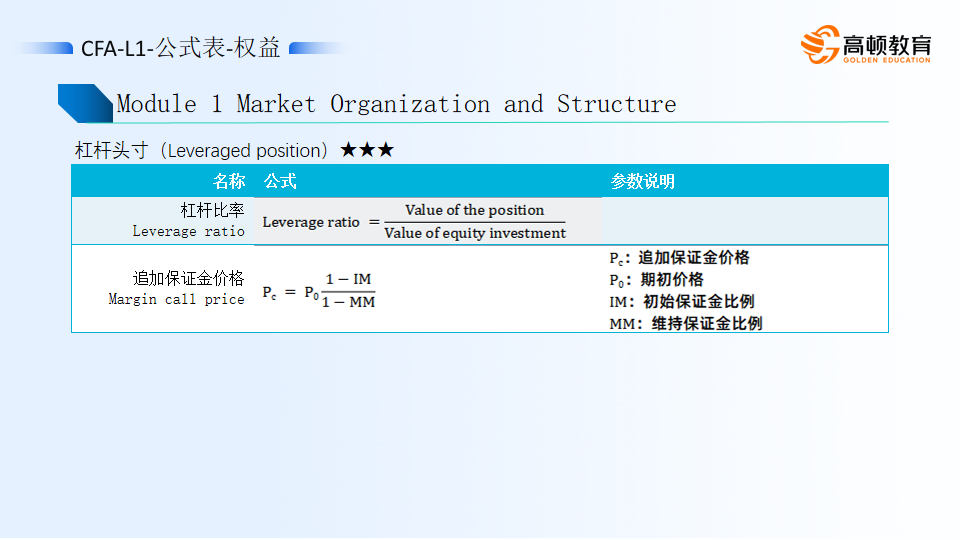 CFA-L1-公式表-权益
高顿教育
GOLDEN EDUCATION
Module 1 Market Organization and Structure
杠杆头寸（Leveraged position）★★★
名称 公式 参数说明
杠杆比率
Leverage ratio
Leverage ratio = Value of the position / Value of equity investment
追加保证金价格
Margin call price
P_c = P_0 (1 − IM) / (1 − MM)
P_c：追加保证金价格
P_0：期初价格
IM：初始保证金比例
MM：维持保证金比例